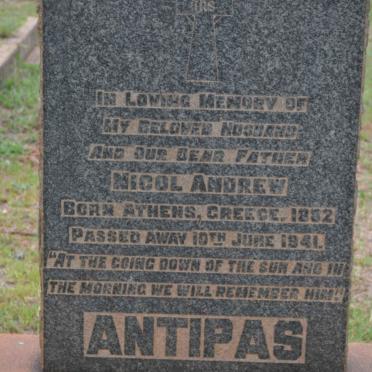 IHS
IN LOVING MEMORY OF
MY BELOVED HUSBAND
AND OUR DEAR FATHER
NICOL ANDREW
BORN ATHENS, GREECE, 1882
PASSED AWAY 10TH JUNE 1941.
"AT THE GOING DOWN OF THE SUN AND IN
THE MORNING WE WILL REMEMBER HIM"
ANTIPAS